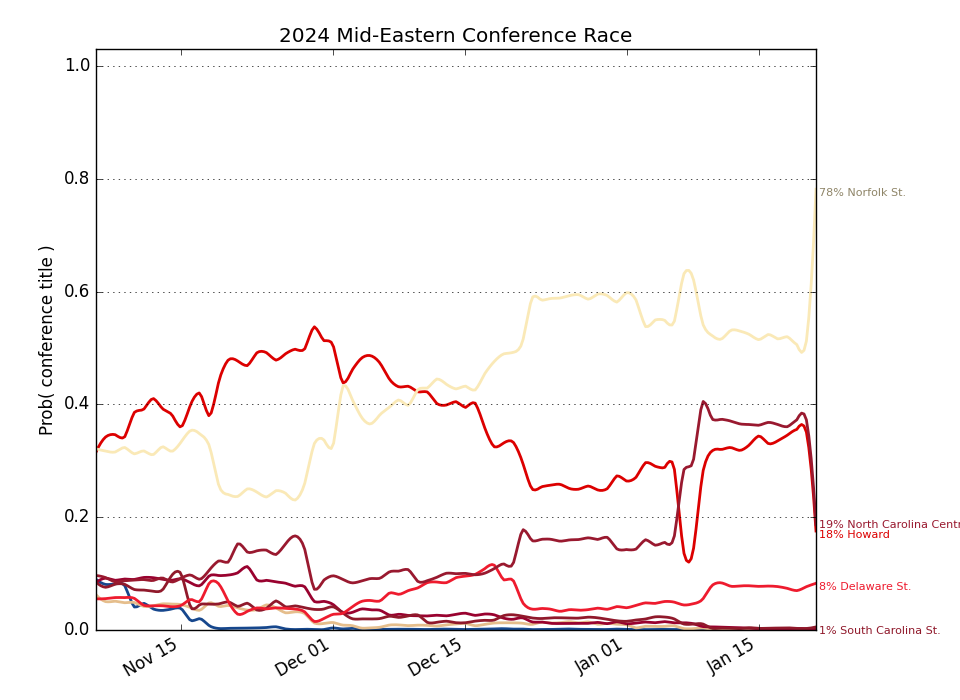 2024 Mid-Eastern Conference Race
Prob( conference title )
1.0
0.8
0.6
0.4
0.2
0.0
Nov 15
Dec 01
Dec 15
Jan 01
Jan 15
78% Norfolk St.
19% North Carolina Centr
18% Howard
8% Delaware St.
1% South Carolina St.